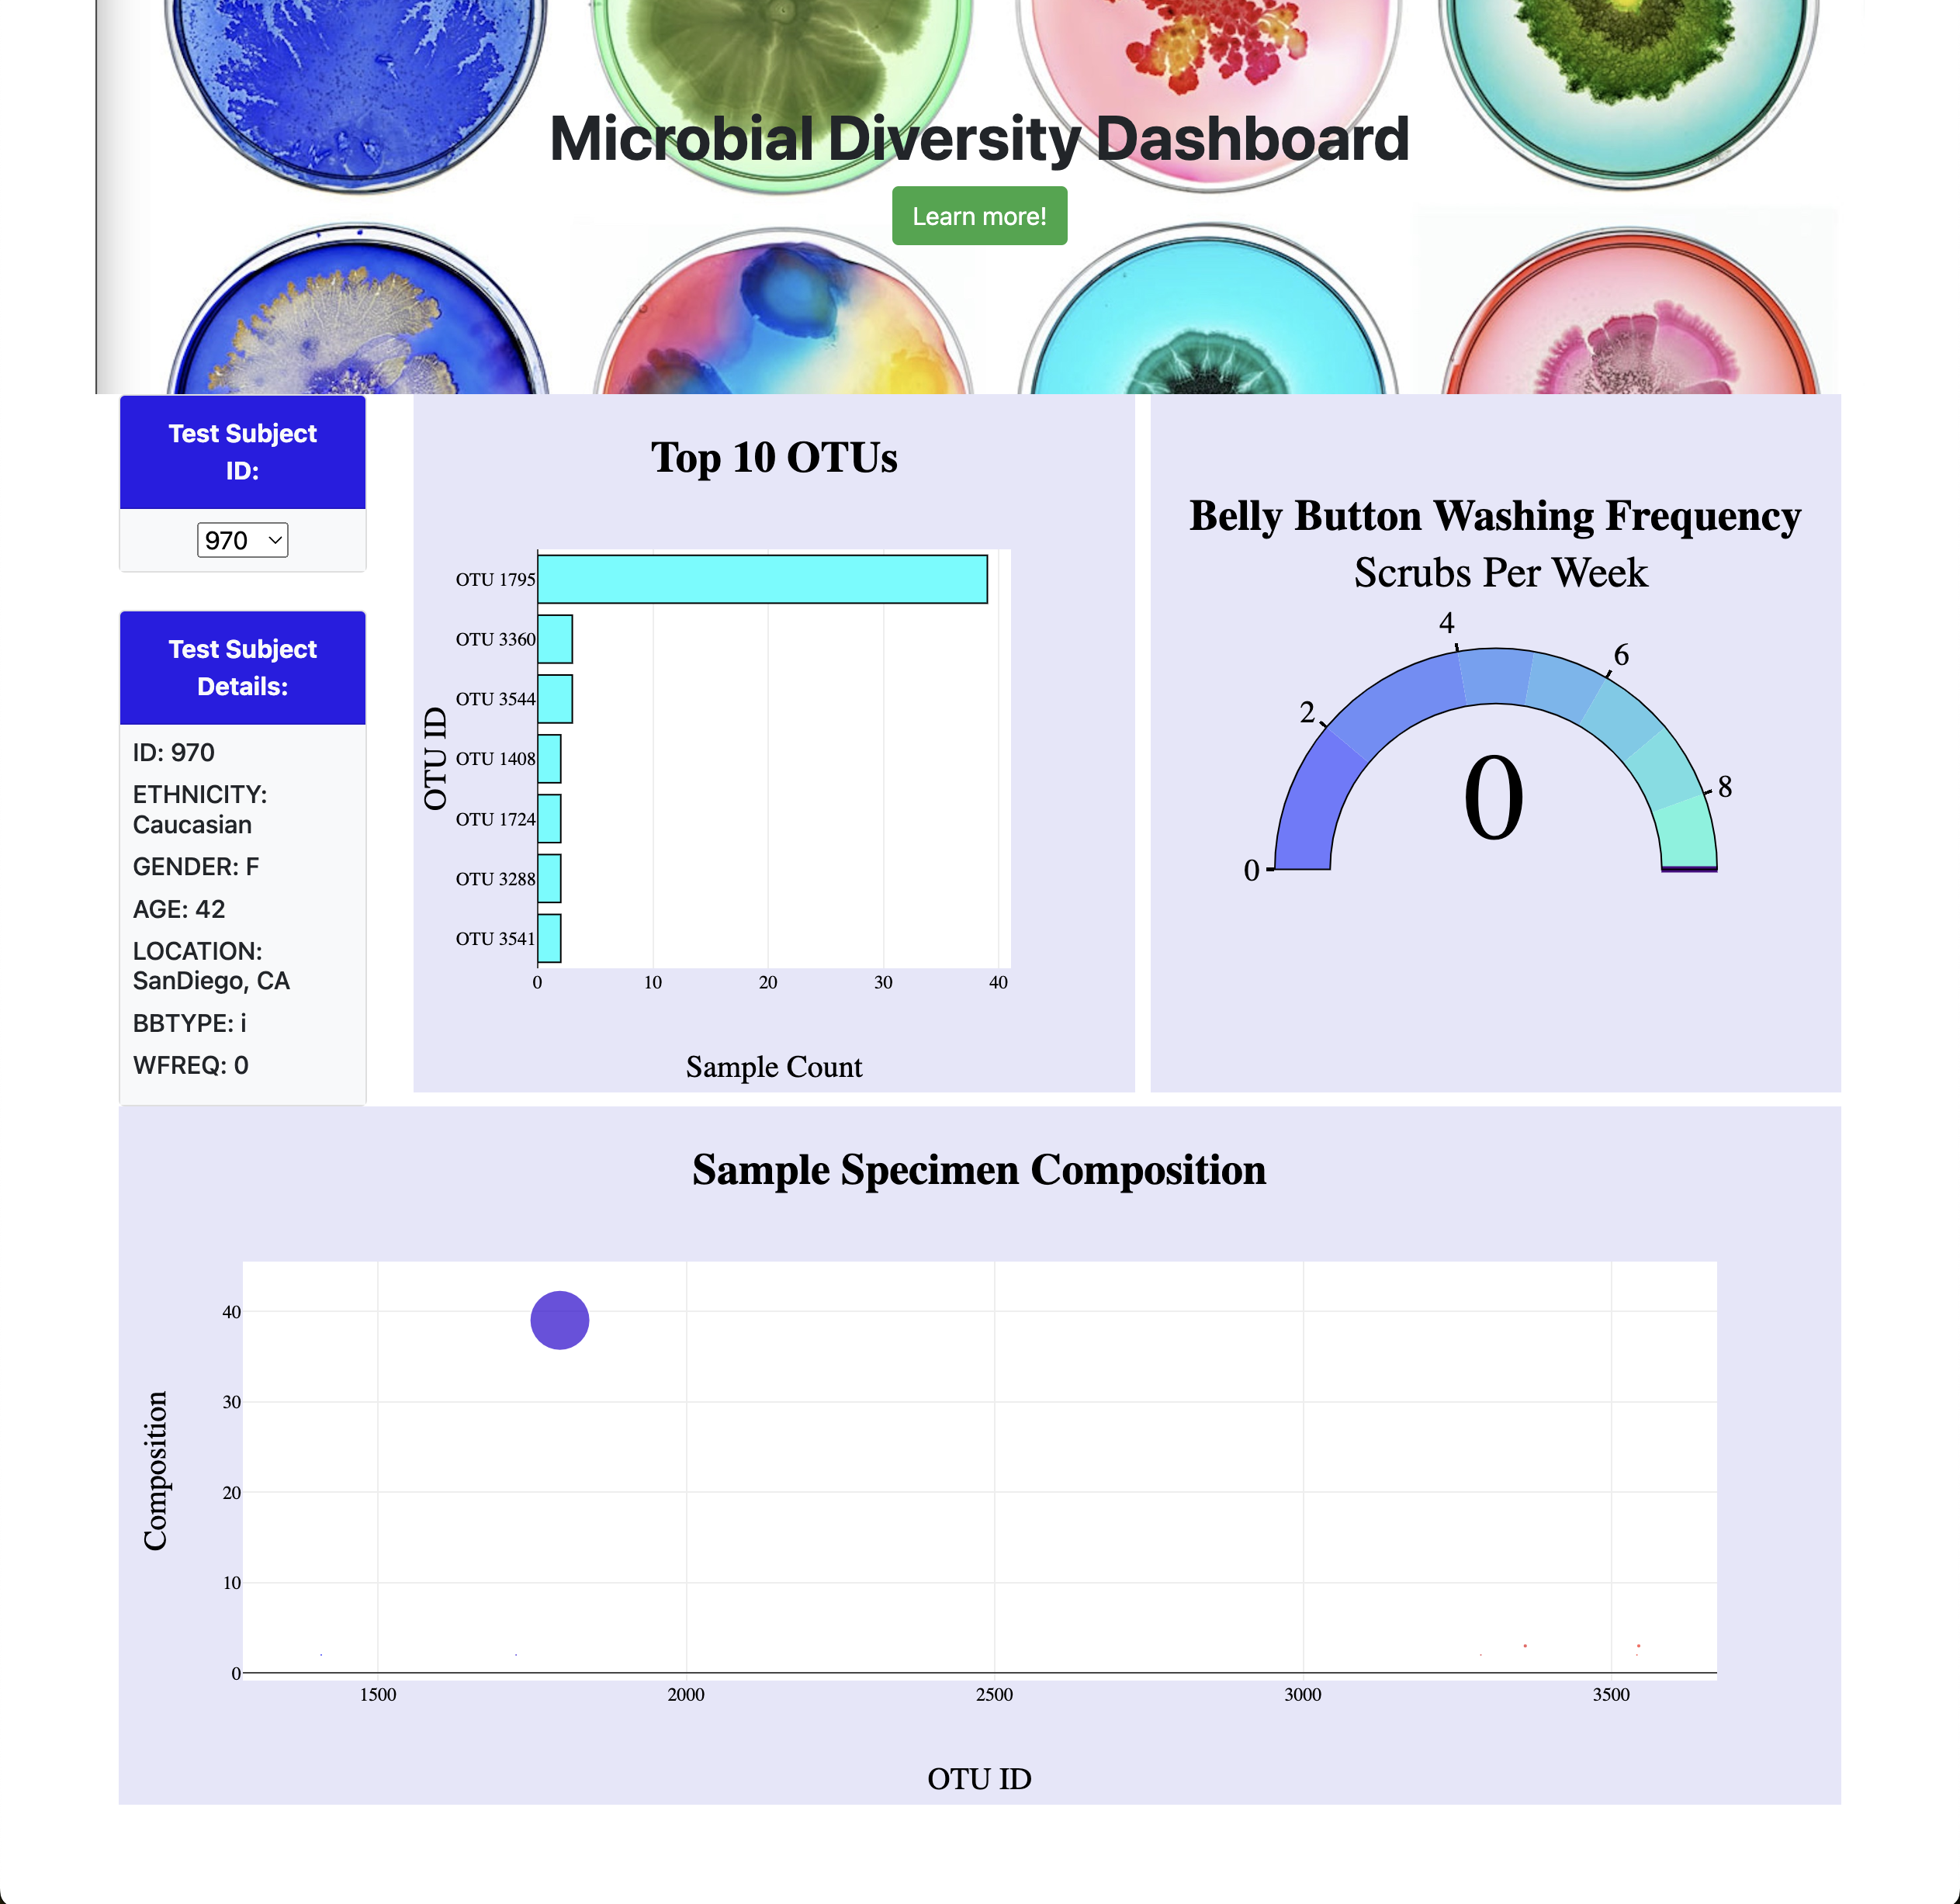 Microbial Diversity Dashboard
Learn more!
Test Subject
ID:
970
Test Subject
Details:
ID: 970
ETHNICITY:
Caucasian
GENDER: F
AGE: 42
LOCATION:
SanDiego, CA
BBTYPE: i
WFREQ: 0
Top 10 OTUs
OTU ID
OTU 1795
OTU 3360
OTU 3544
OTU 1408
OTU 1724
OTU 3288
OTU 3541
0 10 20 30 40
Sample Count
Belly Button Washing Frequency
Scrubs Per Week
0
2
4
6
8
0
Sample Specimen Composition
Composition
40
30
20
10
0
1500 2000 2500 3000 3500
OTU ID